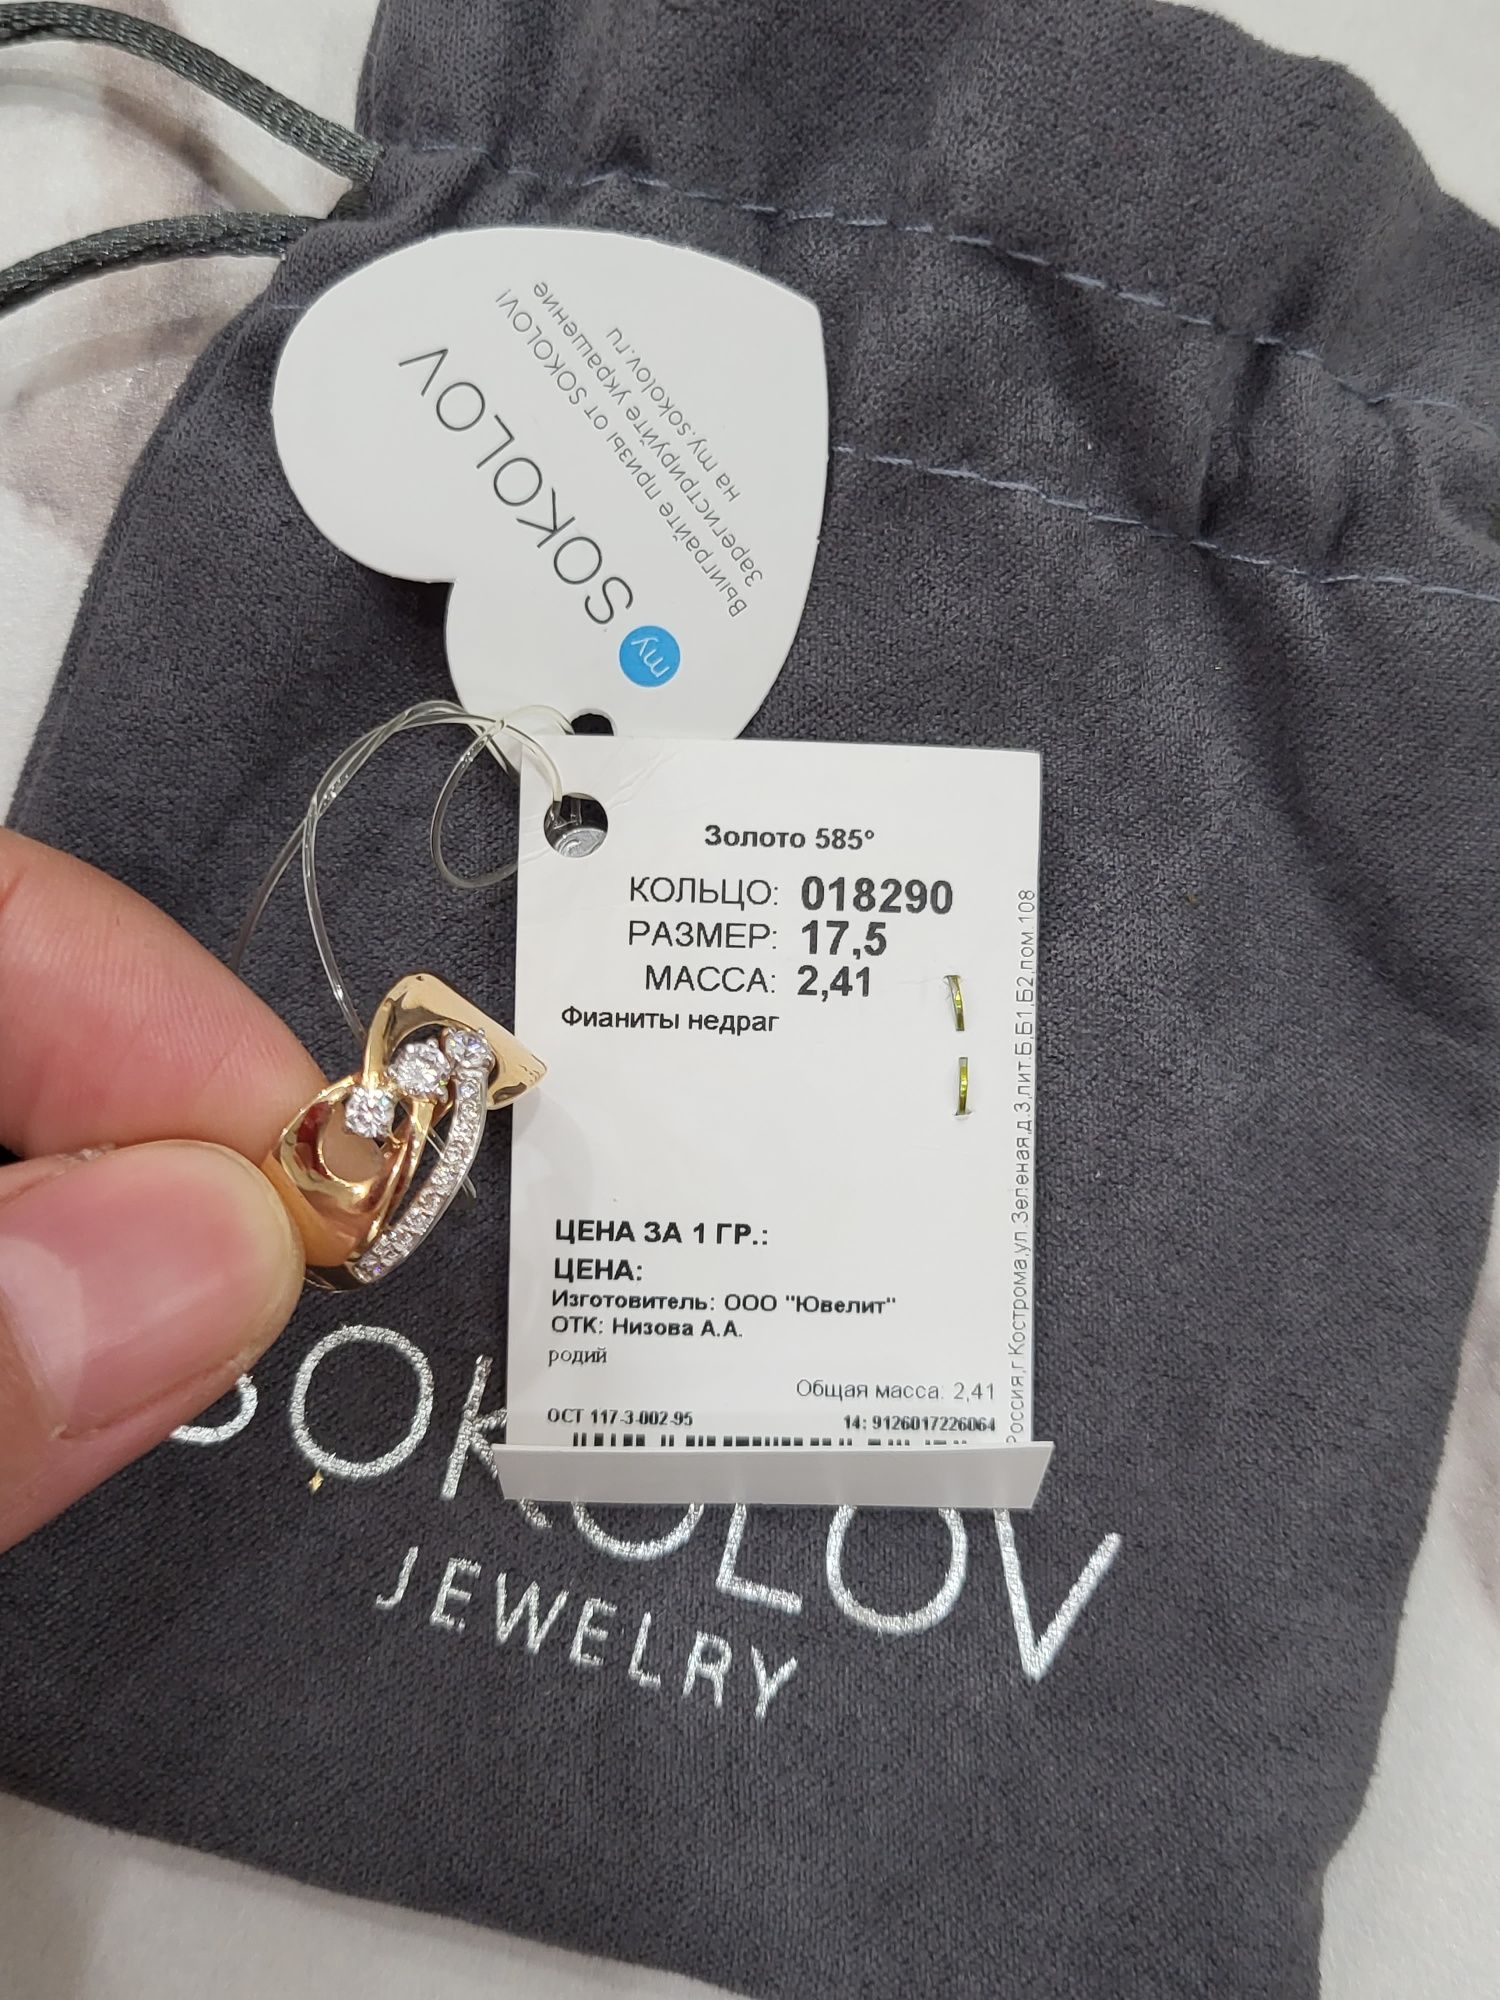 my SOKOLOV
Выиграйте призы от SOKOLOV!
Зарегистрируйте украшение
на my.sokolov.ru
Золото 585°
КОЛЬЦО: 018290
РАЗМЕР: 17,5
МАССА: 2,41
Фианиты недраг
ЦЕНА ЗА 1 ГР.:
ЦЕНА:
Изготовитель: ООО "Ювелит"
ОТК: Низова А.А.
родий
Общая масса: 2,41
ОСТ 117-3-002-95 14: 9126017226064
Россия,г.Кострома,ул.Зеленая,д.3,лит.Б,Б1,Б2,пом.108
SOKOLOV
JEWELRY